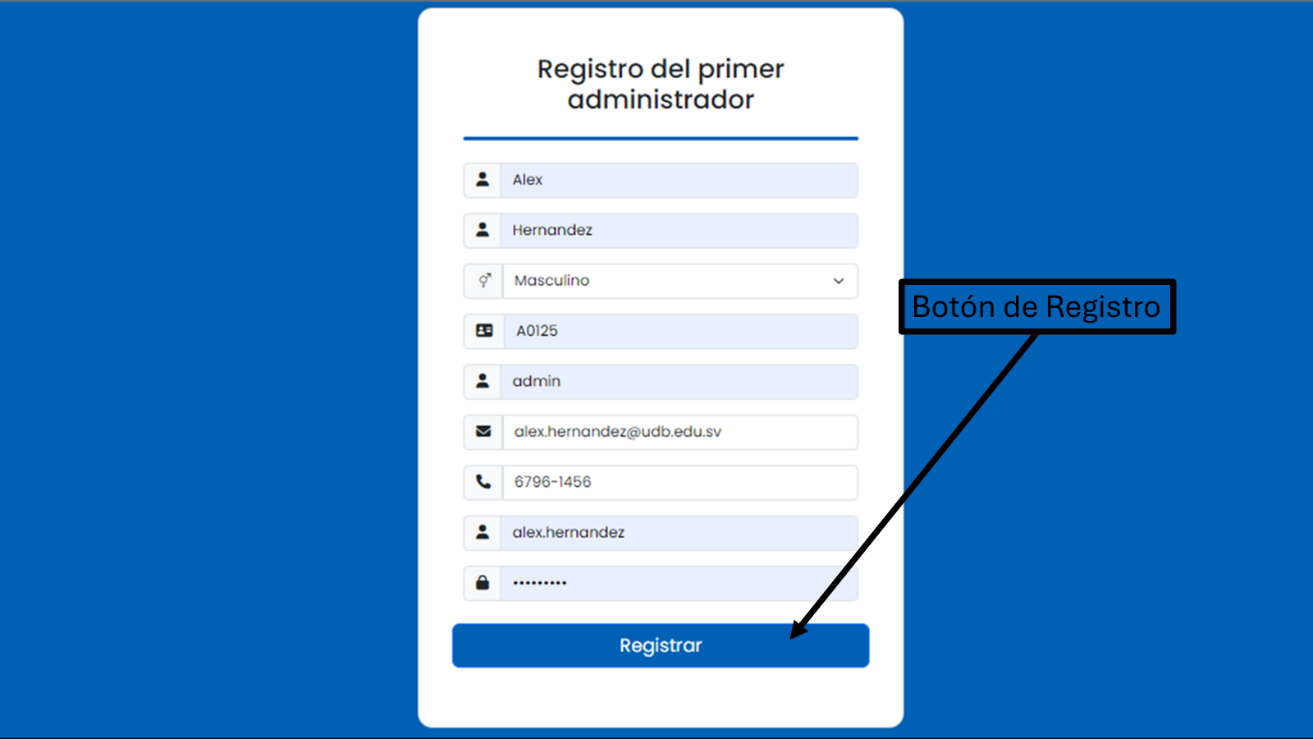 Registro del primer
administrador
Alex
Hernandez
Masculino
Botón de Registro
A0125
admin
alex.hernandez@udb.edu.sv
6796-1456
alex.hernandez
•••••••••
Registrar